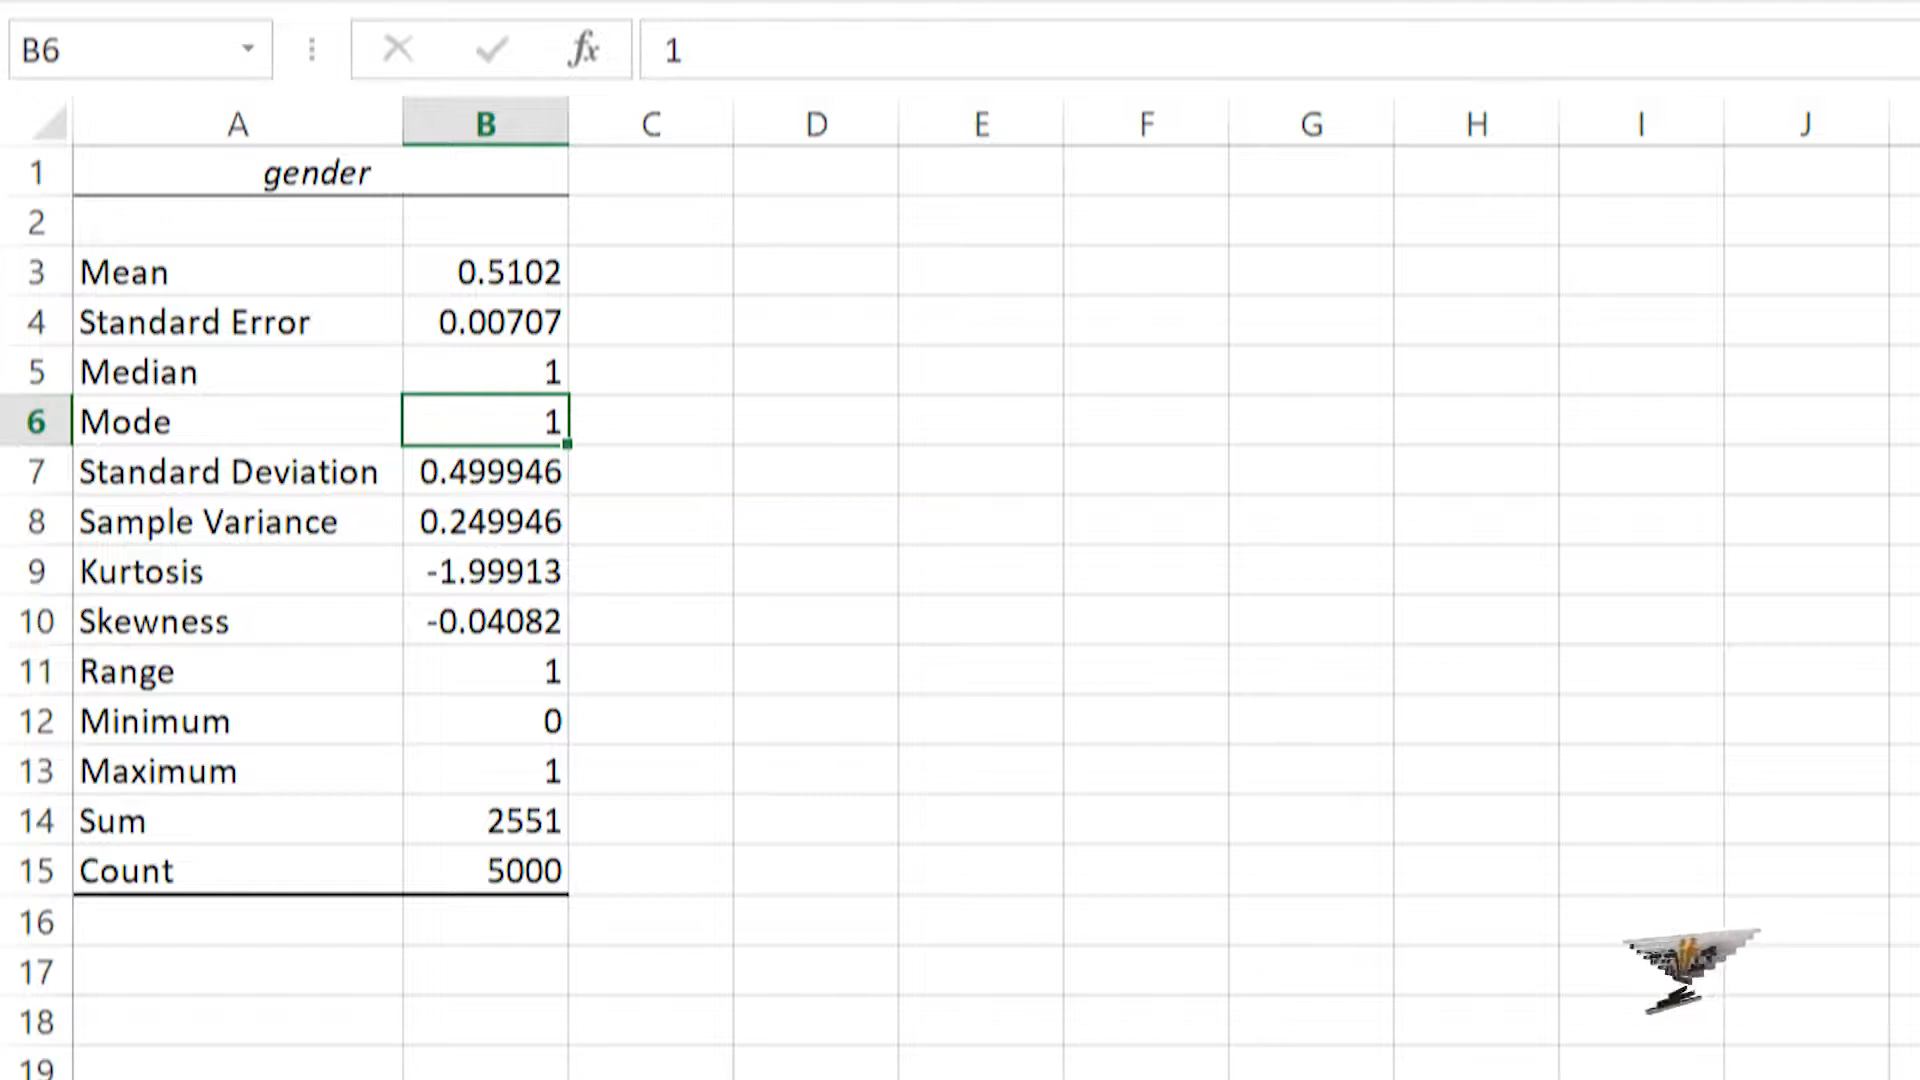 B6 fx 1
A B C D E F G H I J
1 gender
2
3 Mean 0.5102
4 Standard Error 0.00707
5 Median 1
6 Mode 1
7 Standard Deviation 0.499946
8 Sample Variance 0.249946
9 Kurtosis -1.99913
10 Skewness -0.04082
11 Range 1
12 Minimum 0
13 Maximum 1
14 Sum 2551
15 Count 5000
16
17
18
19